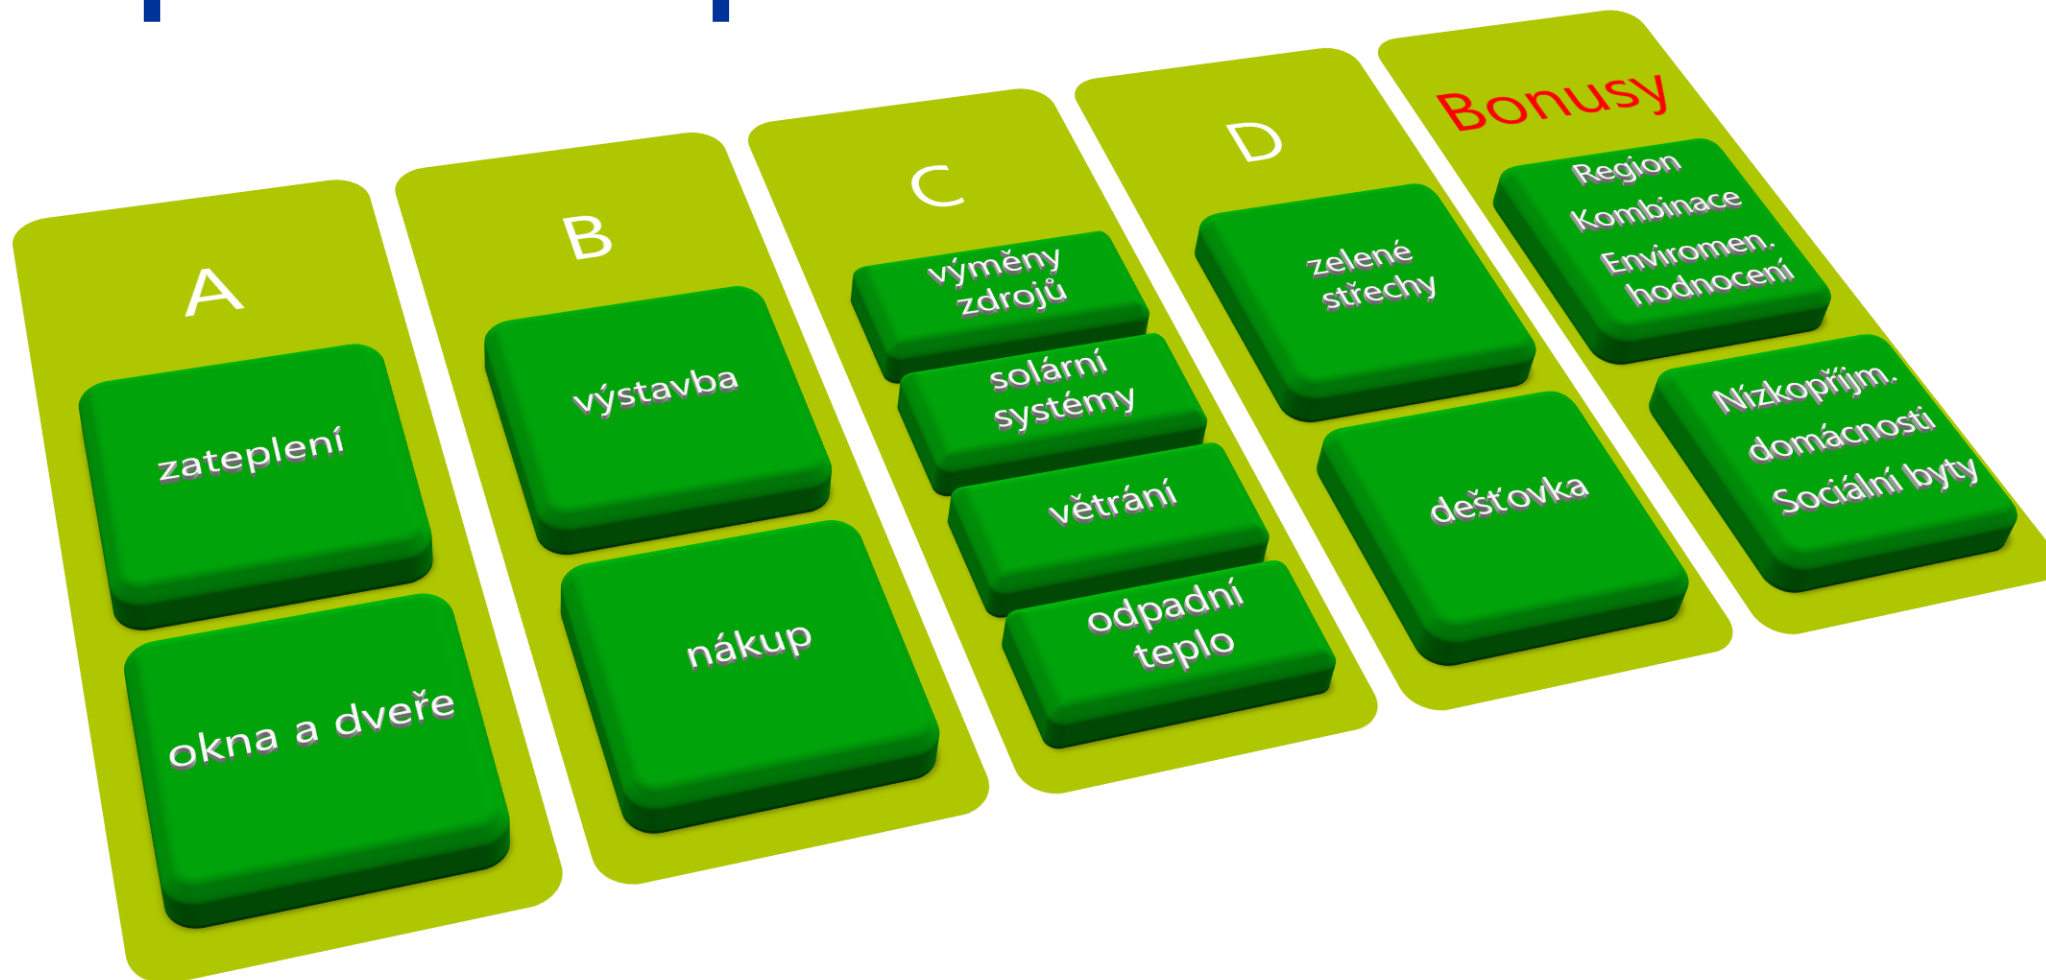 A
zateplení
okna a dveře
B
výstavba
nákup
C
výměny
zdrojů
solární
systémy
větrání
odpadní
teplo
D
zelené
střechy
dešťovka
Bonusy
Region
Kombinace
Enviromen.
hodnocení
Nízkopříjm.
domácnosti
Sociální byty